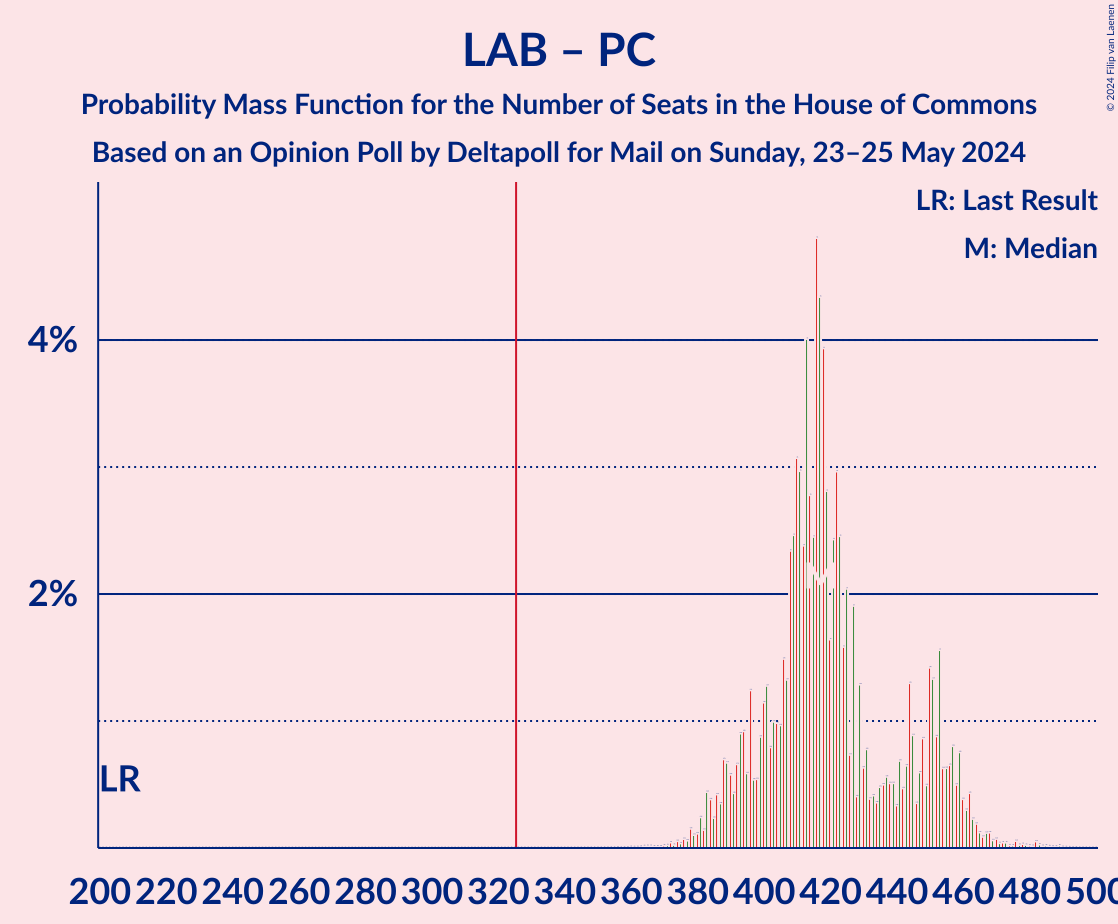 LAB – PC
Probability Mass Function for the Number of Seats in the House of Commons
Based on an Opinion Poll by Deltapoll for Mail on Sunday, 23–25 May 2024
© 2024 Filip van Laenen
LR: Last Result
M: Median
4%
2%
LR
200 220 240 260 280 300 320 340 360 380 400 420 440 460 480 500